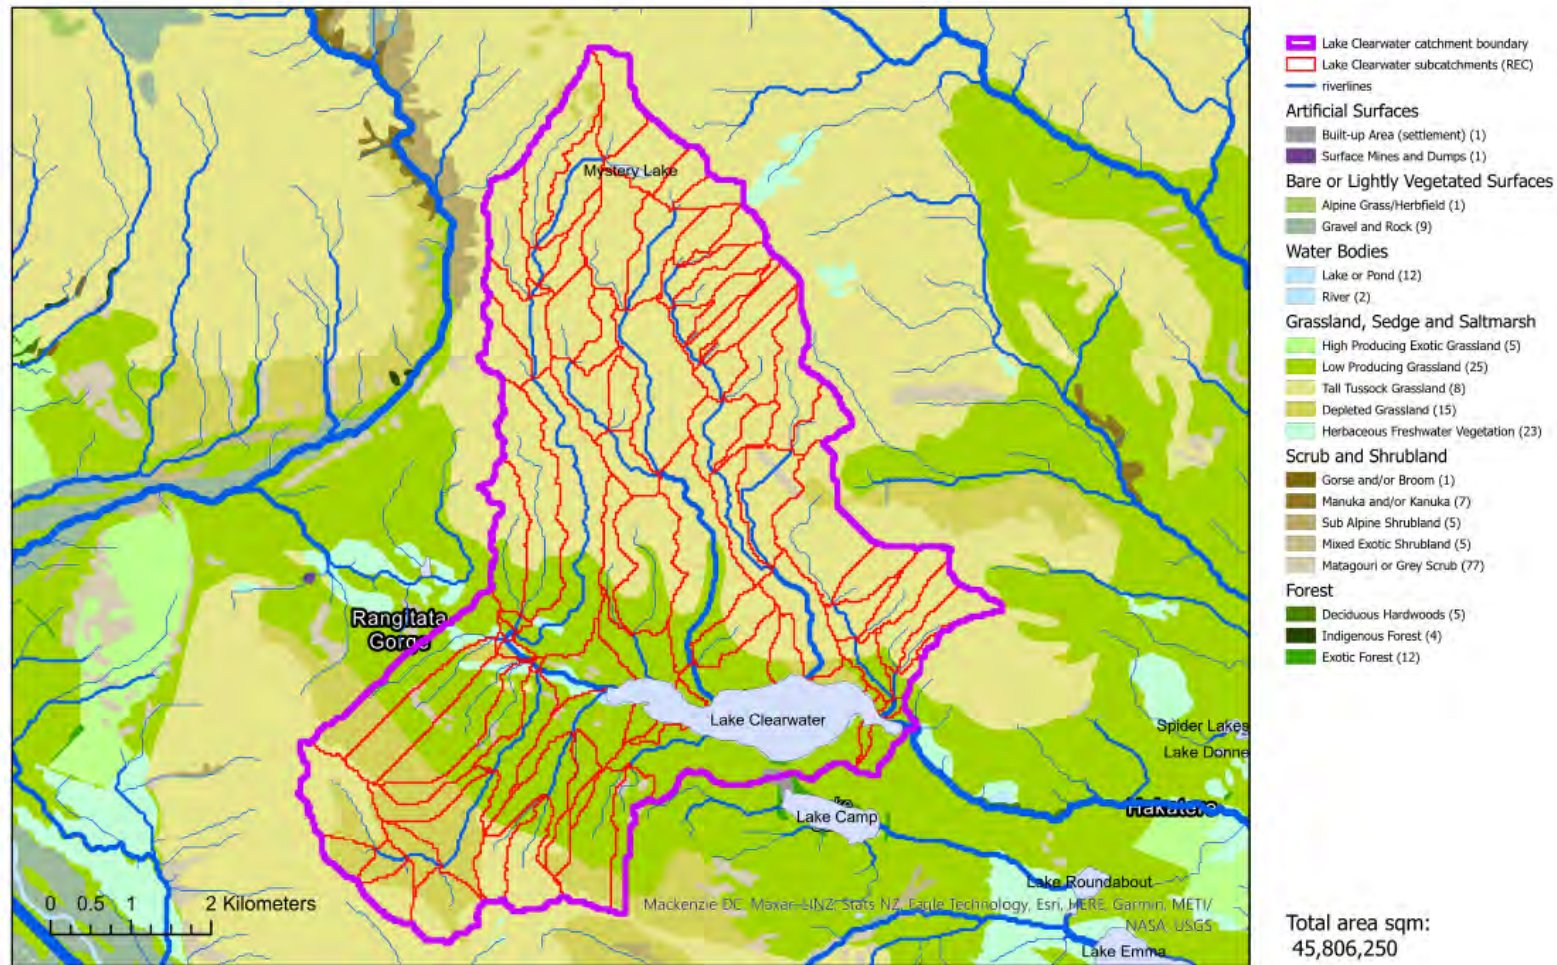 Mystery Lake
Rangitata
Gorge
Lake Clearwater
Spider Lakes
Lake Donne
Hakatere
Lake Camp
Lake Roundabout
Lake Emma
0 0.5 1 2 Kilometers
Mackenzie DC, Maxar, LINZ, Stats NZ, Eagle Technology, Esri, HERE, Garmin, METI/
NASA, USGS
Lake Clearwater catchment boundary
Lake Clearwater subcatchments (REC)
riverlines
Artificial Surfaces
Built-up Area (settlement) (1)
Surface Mines and Dumps (1)
Bare or Lightly Vegetated Surfaces
Alpine Grass/Herbfield (1)
Gravel and Rock (9)
Water Bodies
Lake or Pond (12)
River (2)
Grassland, Sedge and Saltmarsh
High Producing Exotic Grassland (5)
Low Producing Grassland (25)
Tall Tussock Grassland (8)
Depleted Grassland (15)
Herbaceous Freshwater Vegetation (23)
Scrub and Shrubland
Gorse and/or Broom (1)
Manuka and/or Kanuka (7)
Sub Alpine Shrubland (5)
Mixed Exotic Shrubland (5)
Matagouri or Grey Scrub (77)
Forest
Deciduous Hardwoods (5)
Indigenous Forest (4)
Exotic Forest (12)
Total area sqm:
45,806,250